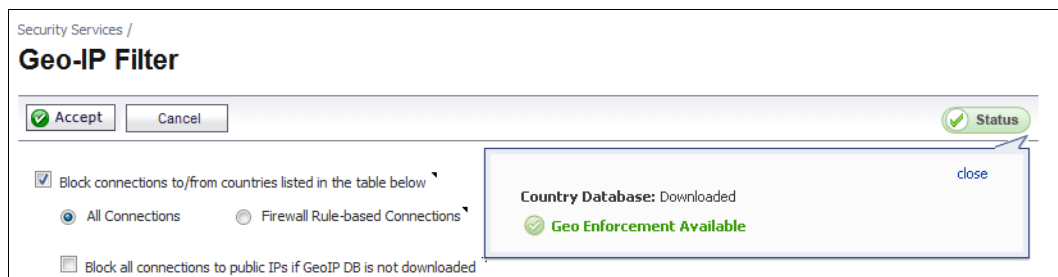 Security Services /
Geo-IP Filter
Accept Cancel Status
close
Block connections to/from countries listed in the table below
Country Database: Downloaded
All Connections Firewall Rule-based Connections
Geo Enforcement Available
Block all connections to public IPs if GeoIP DB is not downloaded